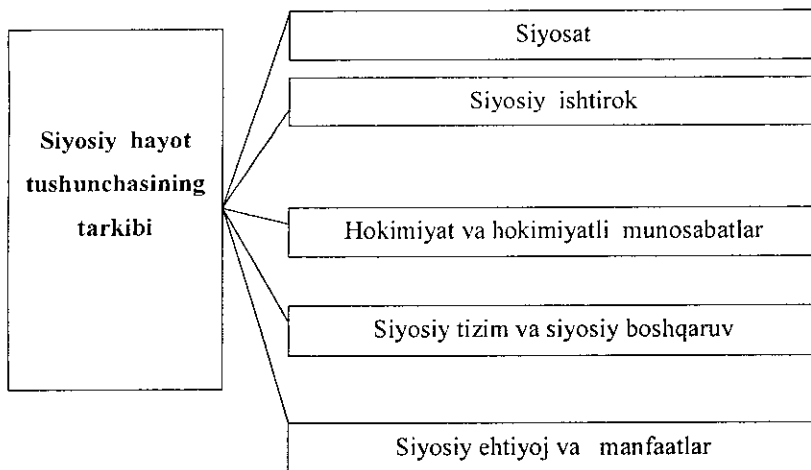 Siyosiy hayot
tushunchasining
tarkibi
Siyosat
Siyosiy ishtirok
Hokimiyat va hokimiyatli munosabatlar
Siyosiy tizim va siyosiy boshqaruv
Siyosiy ehtiyoj va manfaatlar